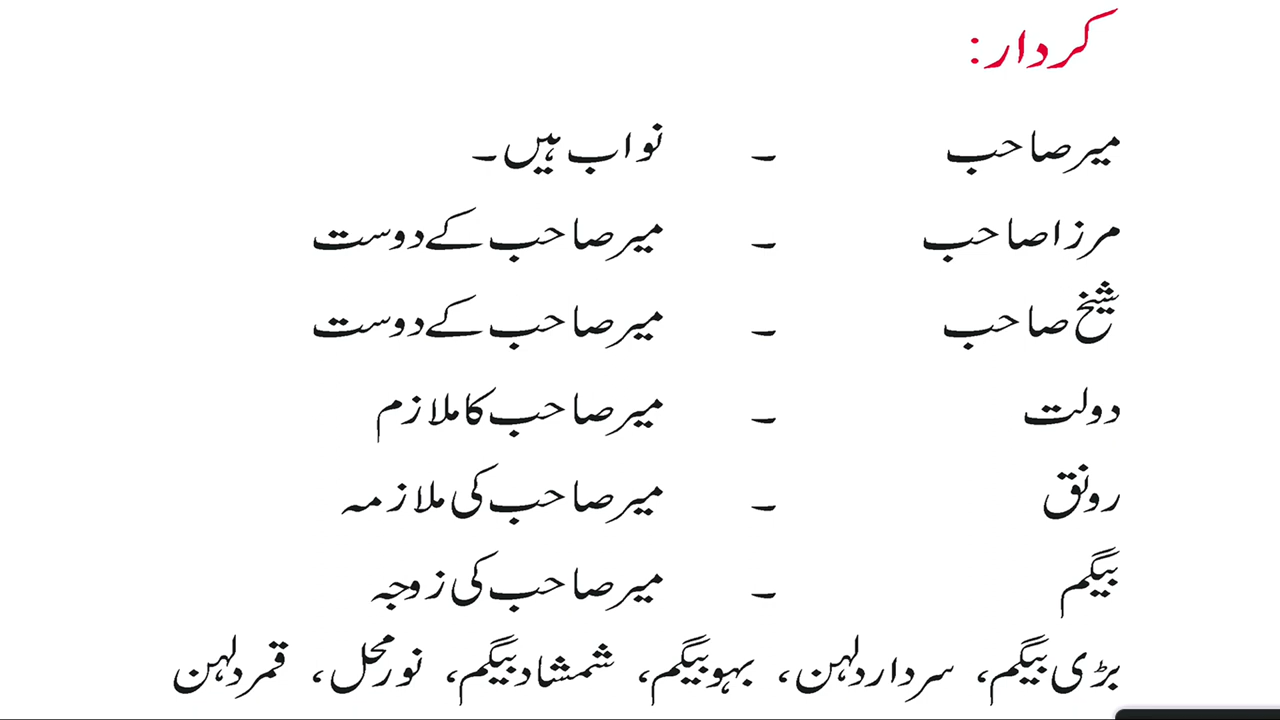 کردار:
میر صاحب ۔ نواب ہیں۔
مرزا صاحب ۔ میر صاحب کے دوست
شیخ صاحب ۔ میر صاحب کے دوست
دولت ۔ میر صاحب کا ملازم
رونق ۔ میر صاحب کی ملازمہ
بیگم ۔ میر صاحب کی زوجہ
بڑی بیگم، سردار دلہن، بہو بیگم، شمشاد بیگم، نور محل، قمر دلہن